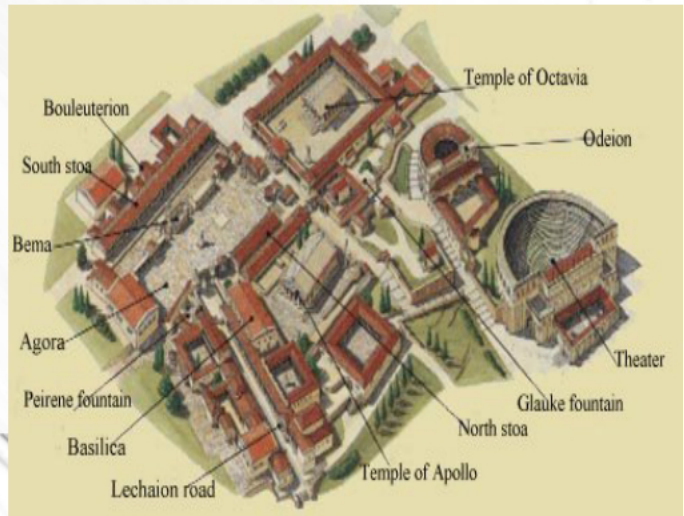 Temple of Octavia
Bouleuterion
Odeion
South stoa
Bema
Agora
Theater
Peirene fountain
Glauke fountain
North stoa
Basilica
Temple of Apollo
Lechaion road